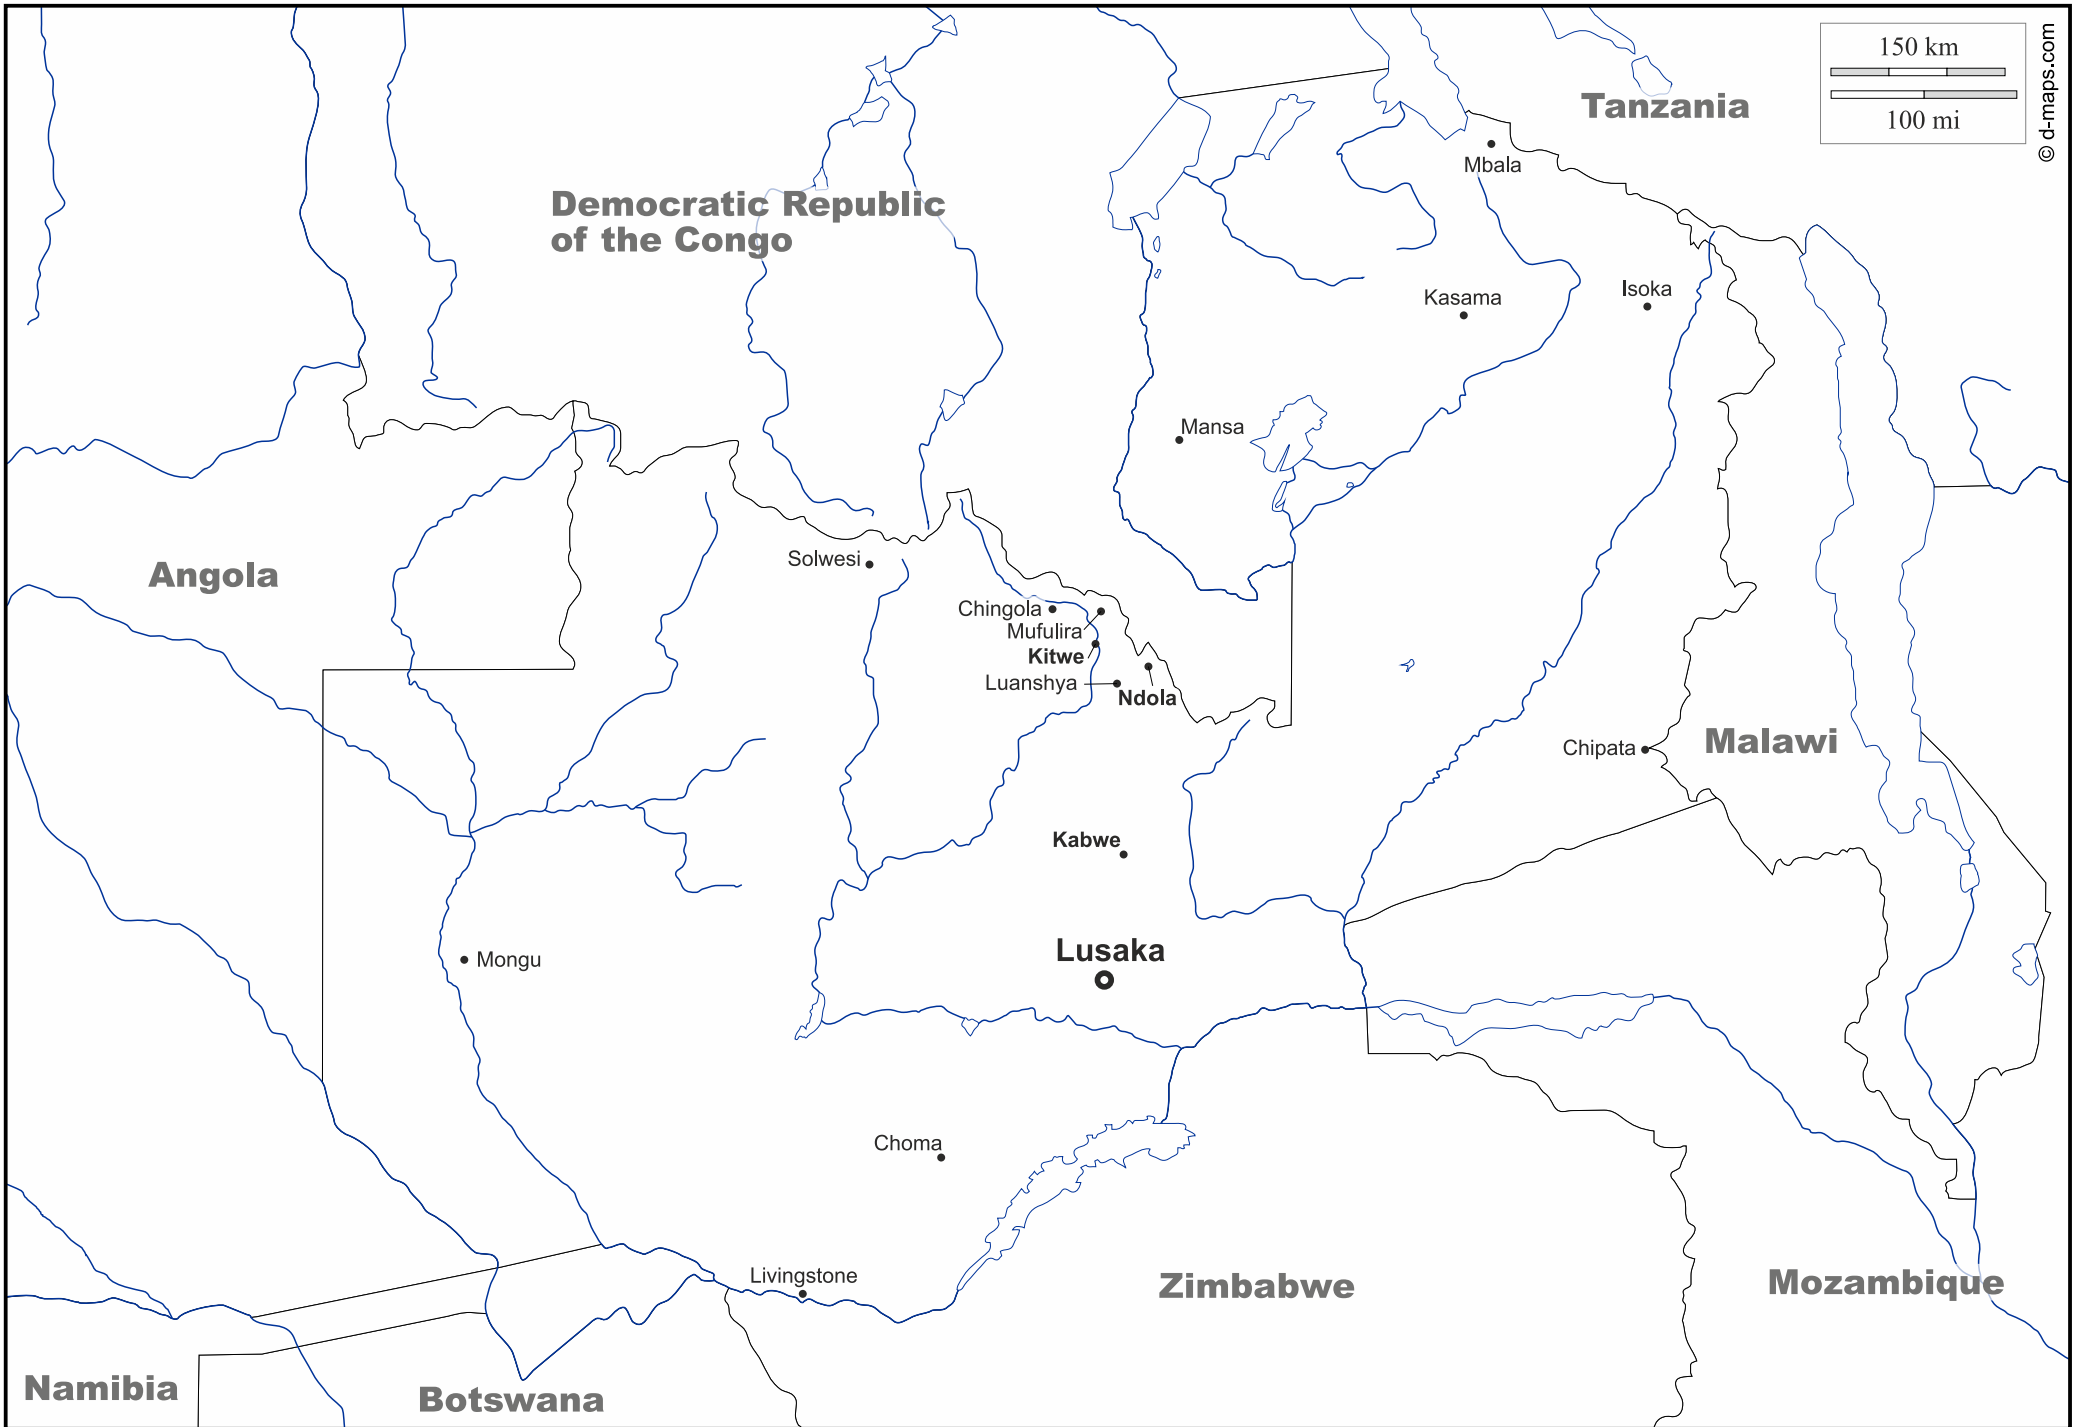 150 km
100 mi
© d-maps.com
Tanzania
Mbala
Democratic Republic
of the Congo
Isoka
Kasama
Mansa
Solwesi
Angola
Chingola
Mufulira
Kitwe
Luanshya
Ndola
Malawi
Chipata
Kabwe
Lusaka
Mongu
Choma
Livingstone
Zimbabwe
Mozambique
Namibia
Botswana